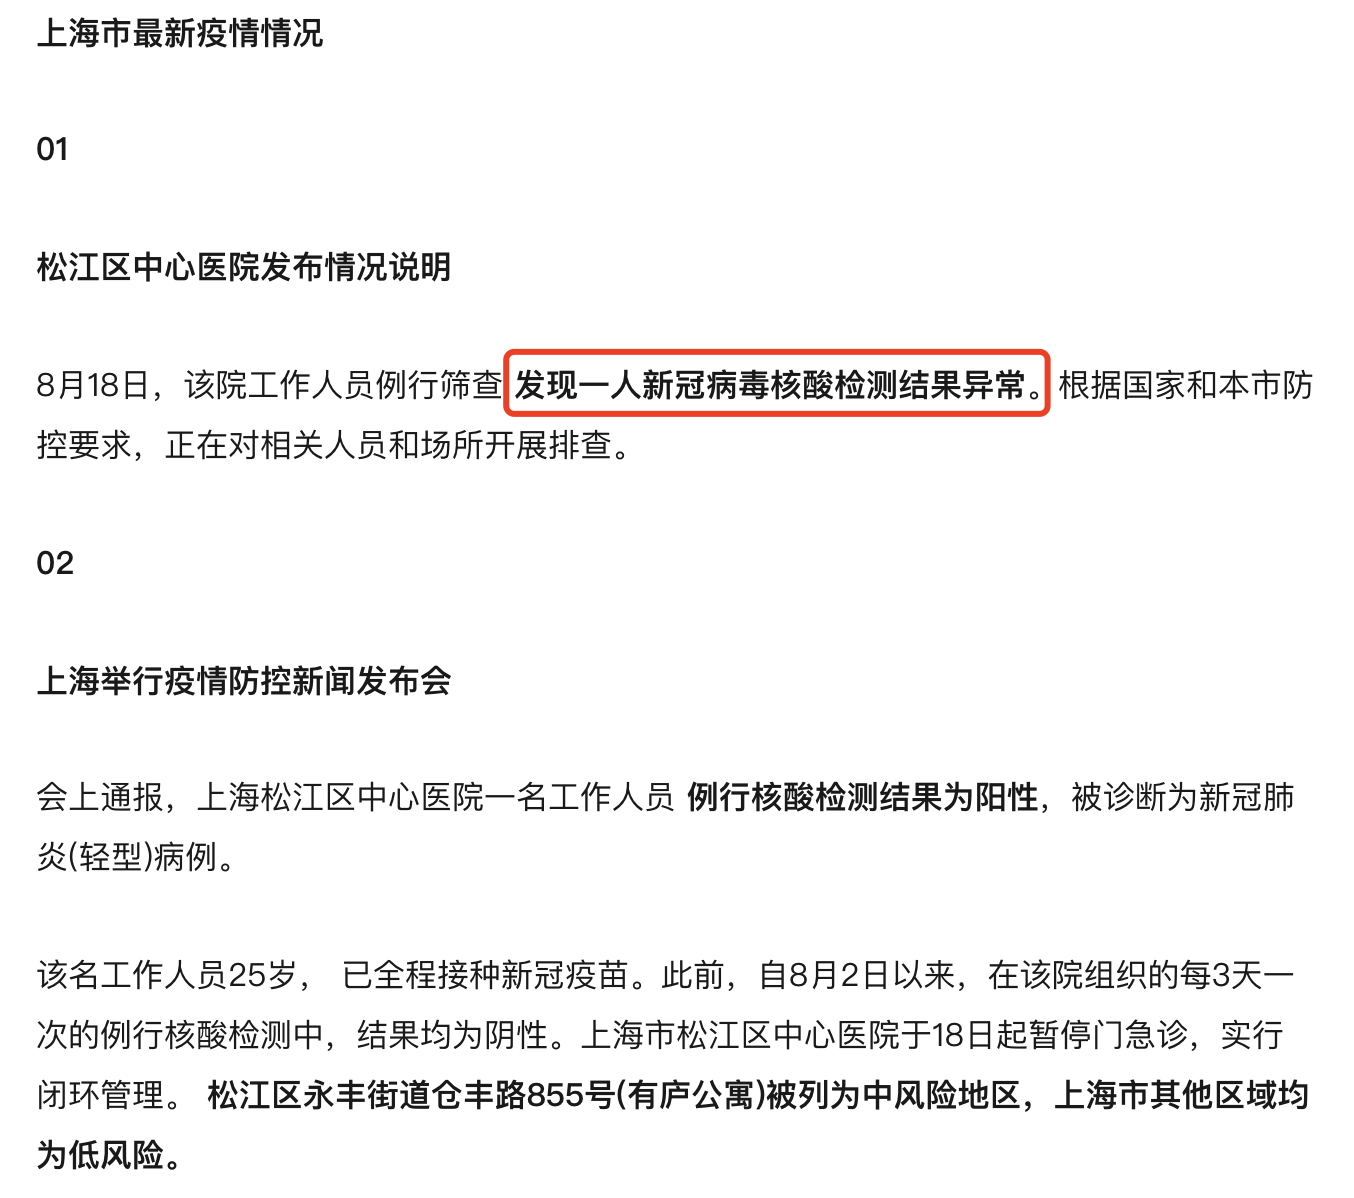 上海市最新疫情情况
01
松江区中心医院发布情况说明
8月18日，该院工作人员例行筛查发现一人新冠病毒核酸检测结果异常。根据国家和本市防
控要求，正在对相关人员和场所开展排查。
02
上海举行疫情防控新闻发布会
会上通报，上海松江区中心医院一名工作人员 例行核酸检测结果为阳性，被诊断为新冠肺
炎(轻型)病例。
该名工作人员25岁， 已全程接种新冠疫苗。此前，自8月2日以来，在该院组织的每3天一
次的例行核酸检测中，结果均为阴性。上海市松江区中心医院于18日起暂停门急诊，实行
闭环管理。 松江区永丰街道仓丰路855号(有庐公寓)被列为中风险地区，上海市其他区域均
为低风险。